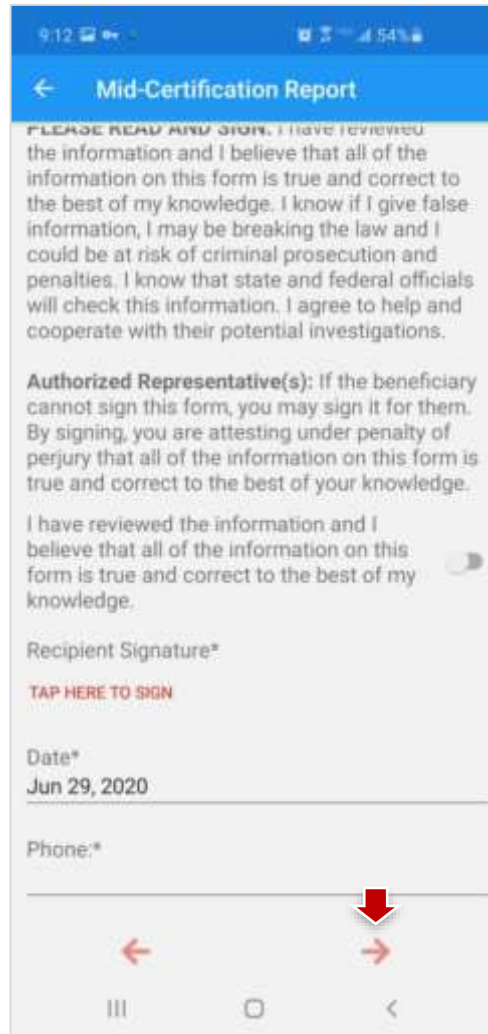 9:12 54%
Mid-Certification Report
PLEASE READ AND SIGN: I have reviewed
the information and I believe that all of the
information on this form is true and correct to
the best of my knowledge. I know if I give false
information, I may be breaking the law and I
could be at risk of criminal prosecution and
penalties. I know that state and federal officials
will check this information. I agree to help and
cooperate with their potential investigations.
Authorized Representative(s): If the beneficiary
cannot sign this form, you may sign it for them.
By signing, you are attesting under penalty of
perjury that all of the information on this form is
true and correct to the best of your knowledge.
I have reviewed the information and I
believe that all of the information on this
form is true and correct to the best of my
knowledge.
Recipient Signature*
TAP HERE TO SIGN
Date*
Jun 29, 2020
Phone:*